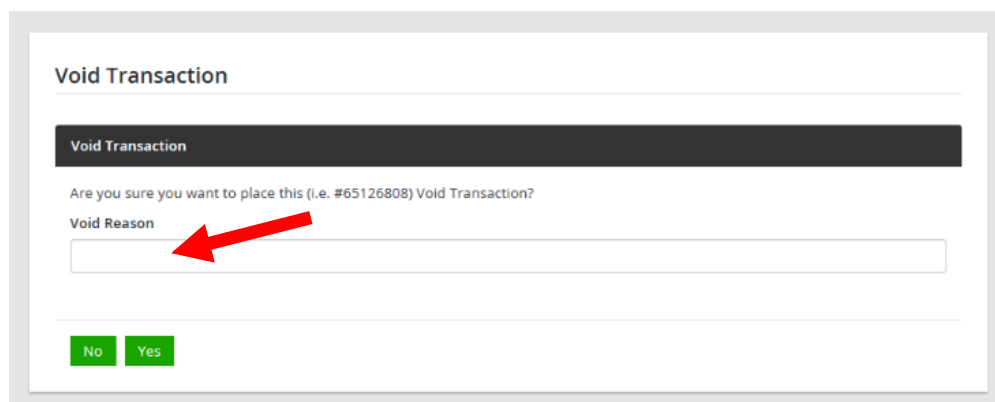 Void Transaction
Void Transaction
Are you sure you want to place this (i.e. #65126808) Void Transaction?
Void Reason
No Yes